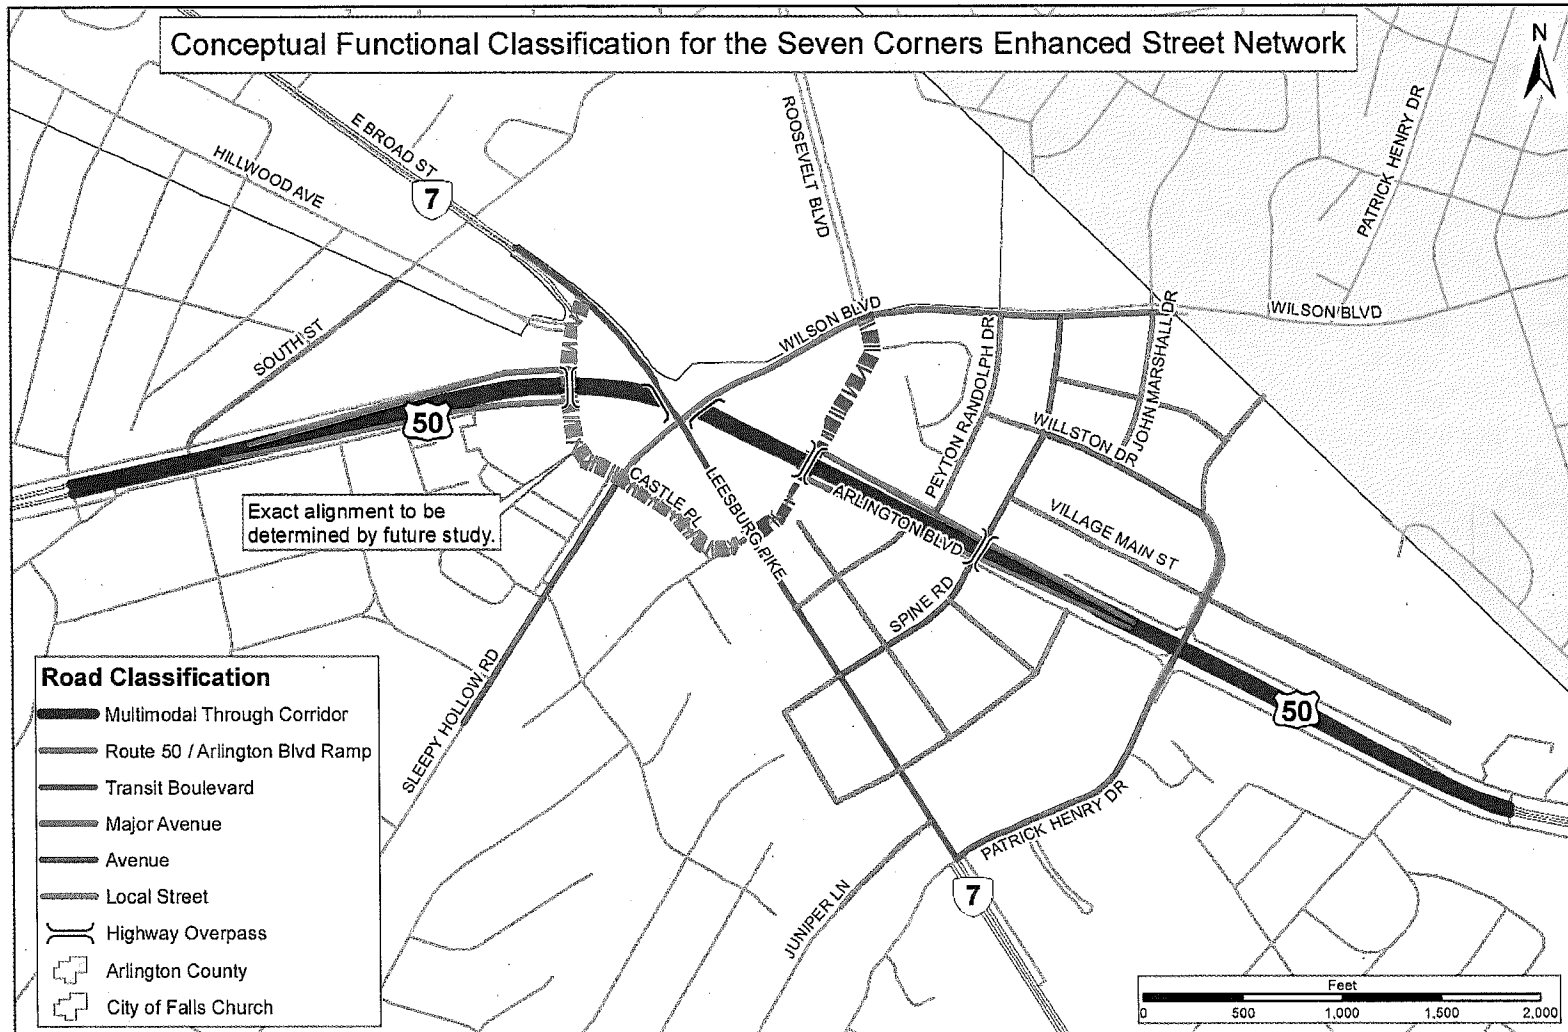 Conceptual Functional Classification for the Seven Corners Enhanced Street Network
N
E BROAD ST
7
HILLWOOD AVE
ROOSEVELT BLVD
PATRICK HENRY DR
SOUTH ST
WILSON BLVD
WILSON BLVD
JOHN MARSHALL DR
PEYTON RANDOLPH DR
50
WILLSTON DR
Exact alignment to be
determined by future study.
CASTLE PL
LEESBURG PIKE
ARLINGTON BLVD
VILLAGE MAIN ST
SPINE RD
SLEEPY HOLLOW RD
50
PATRICK HENRY DR
JUNIPER LN
7
Road Classification
Multimodal Through Corridor
Route 50 / Arlington Blvd Ramp
Transit Boulevard
Major Avenue
Avenue
Local Street
Highway Overpass
Arlington County
City of Falls Church
Feet
0 500 1,000 1,500 2,000